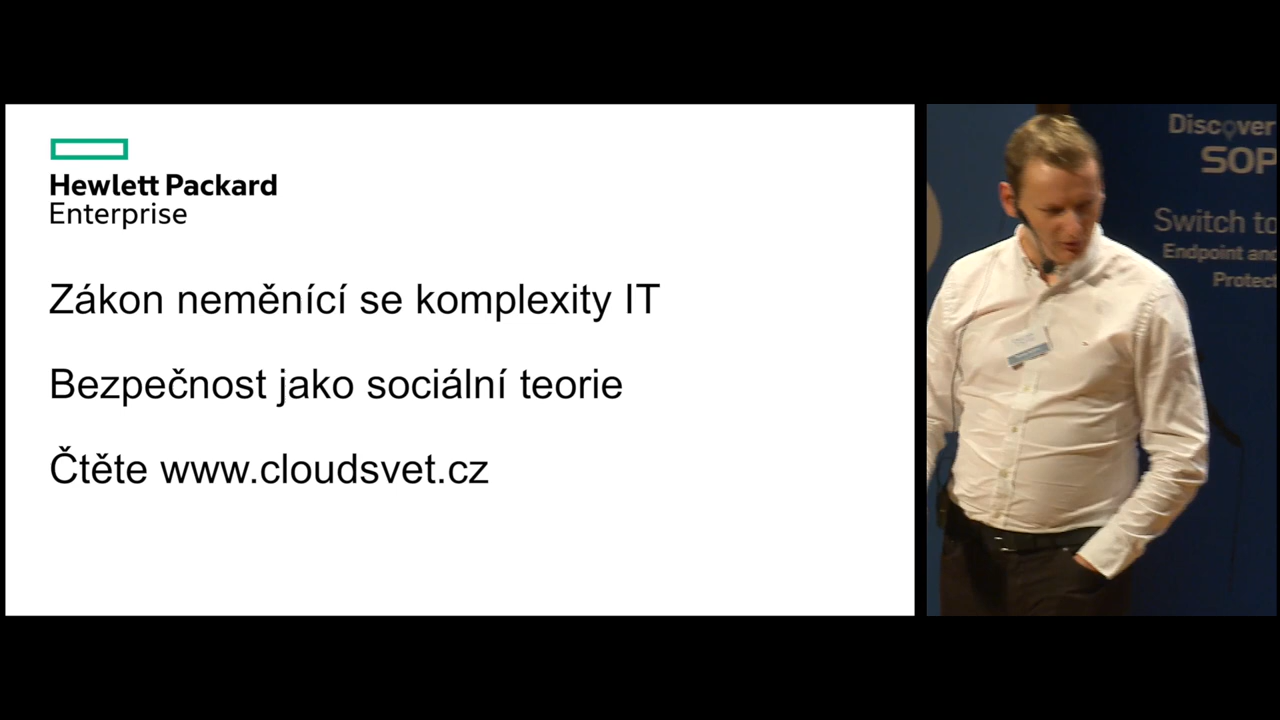 Hewlett Packard
Enterprise
Zákon neměnící se komplexity IT
Bezpečnost jako sociální teorie
Čtěte www.cloudsvet.cz
Discover
SOP
Switch to
Endpoint and
Protec